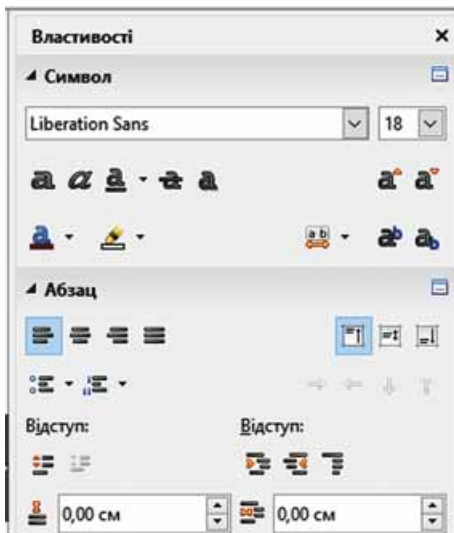 Властивості
Символ
Liberation Sans 18
Абзац
Відступ: Відступ:
0,00 см 0,00 см